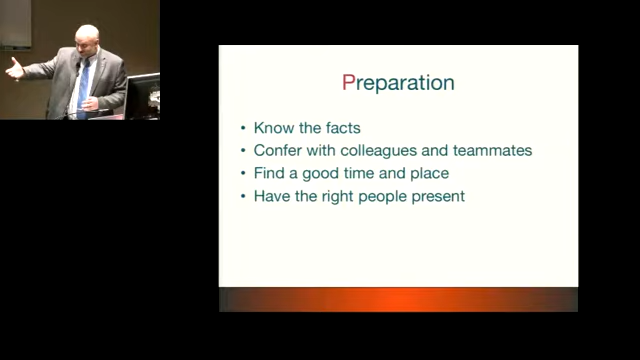 Preparation
• Know the facts
• Confer with colleagues and teammates
• Find a good time and place
• Have the right people present